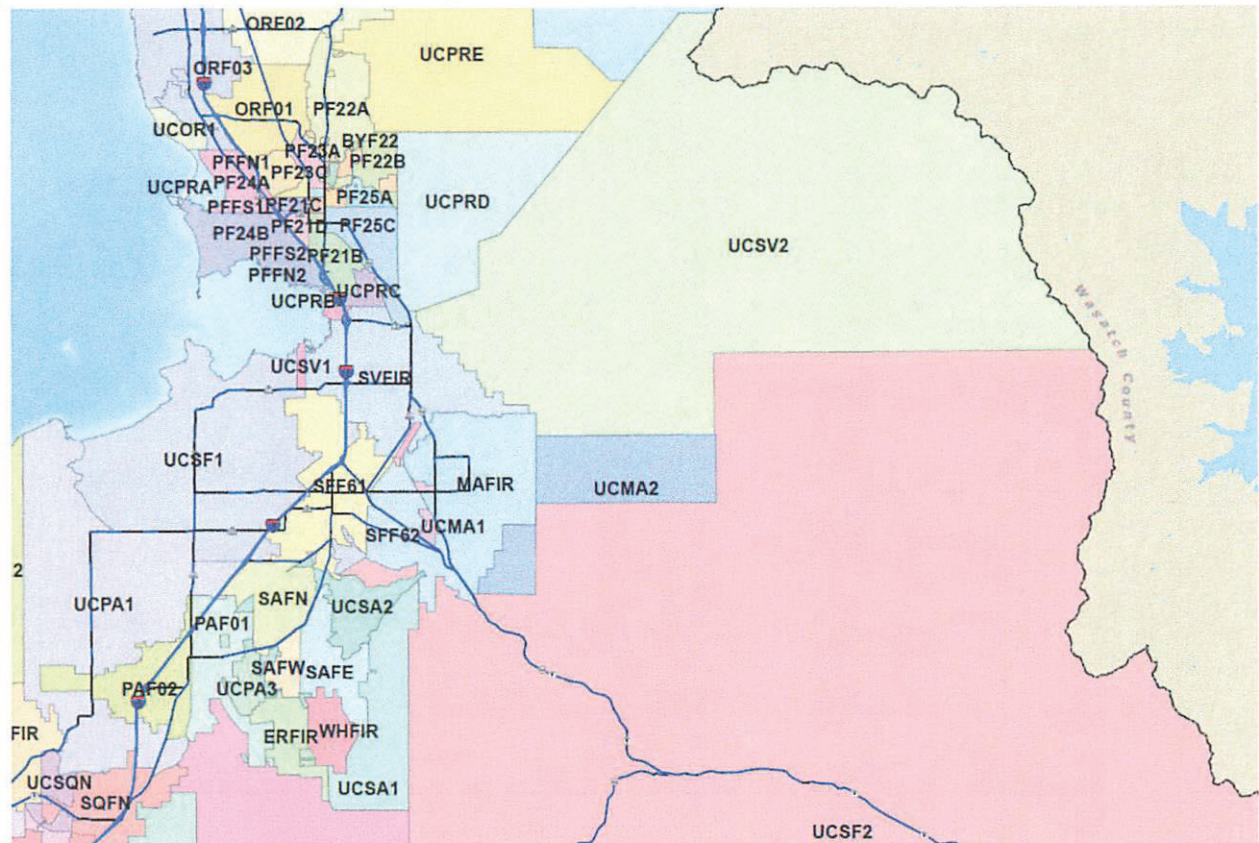 ORF02
UCPRE
ORF03
ORF01
PF22A
UCOR1
BYF22
PF23A
PFFN1
PF22B
PF23C
PF24A
UCPRA
PF25A
UCPRD
PFFS1
PF21C
PF21D
PF25C
PF24B
UCSV2
PFFS2
PF21B
PFFN2
UCPRC
UCPRB
Wasatch County
UCSV1
SVFIR
UCSF1
SFF61
MAFIR
UCMA2
UCMA1
SFF62
2
UCPA1
SAFN
UCSA2
PAF01
SAFW
SAFE
PAF02
UCPA3
FIR
ERFIR
WHFIR
UCSQN
UCSA1
SQFN
UCSF2